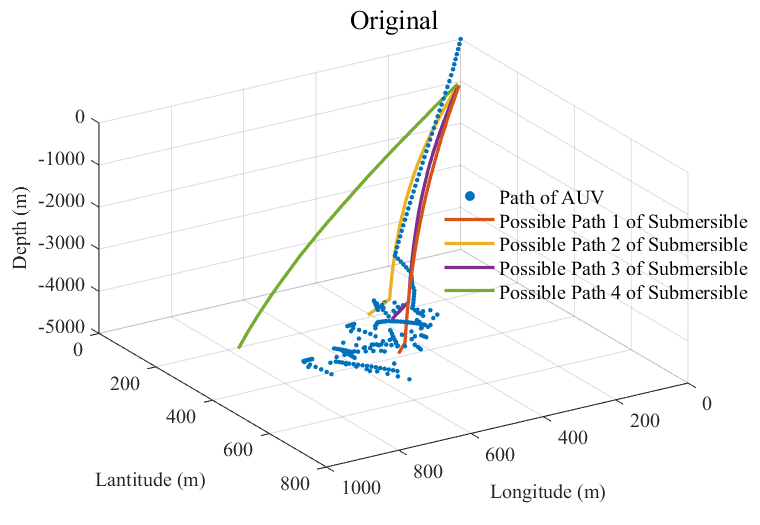 Original
0
-1000
-2000
-3000
-4000
-5000
Depth (m)
0
200
400
600
800
Lantitude (m)
1000
800
600
400
200
0
Longitude (m)
Path of AUV
Possible Path 1 of Submersible
Possible Path 2 of Submersible
Possible Path 3 of Submersible
Possible Path 4 of Submersible